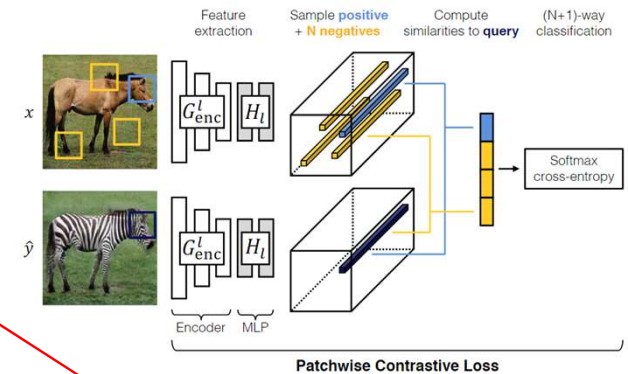 Feature
extraction
Sample positive
+ N negatives
Compute
similarities to query
(N+1)-way
classification
x
G^l_enc
H_l
Softmax
cross-entropy
ŷ
G^l_enc
H_l
Encoder
MLP
Patchwise Contrastive Loss